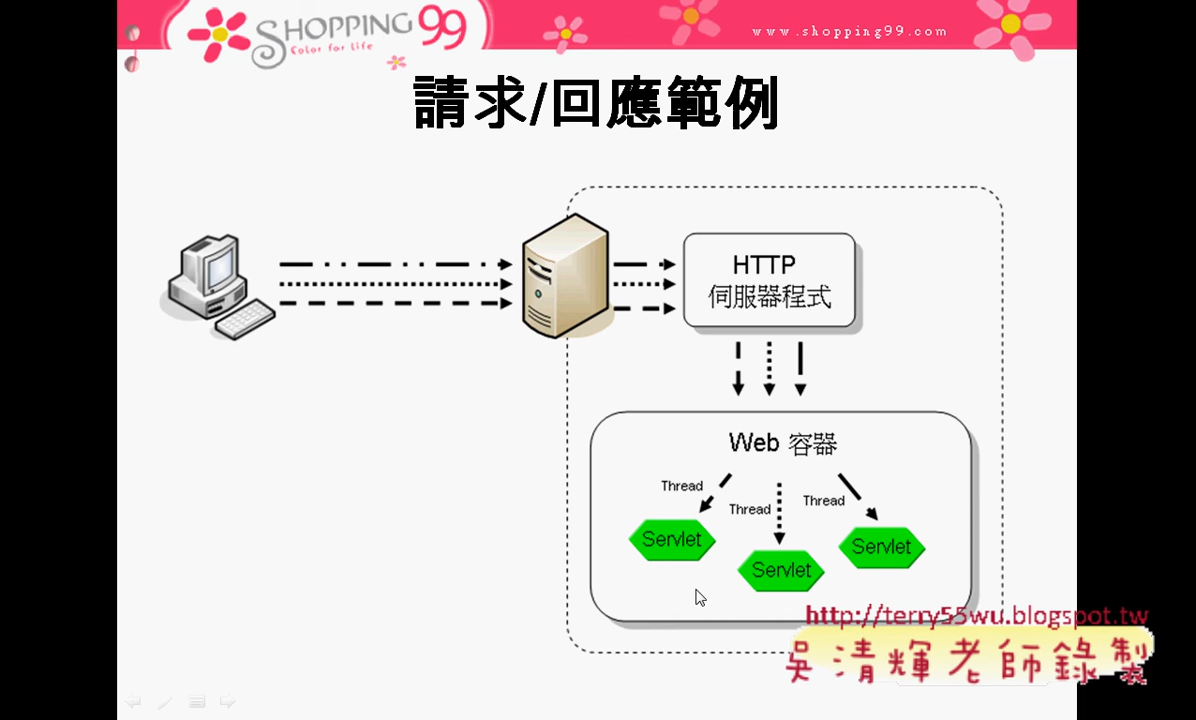 SHOPPING 99
Color for Life
www.shopping99.com
請求/回應範例
HTTP
伺服器程式
Web 容器
Thread
Thread
Thread
Servlet
Servlet
Servlet
http://terry55wu.blogspot.tw
吳清輝老師錄製